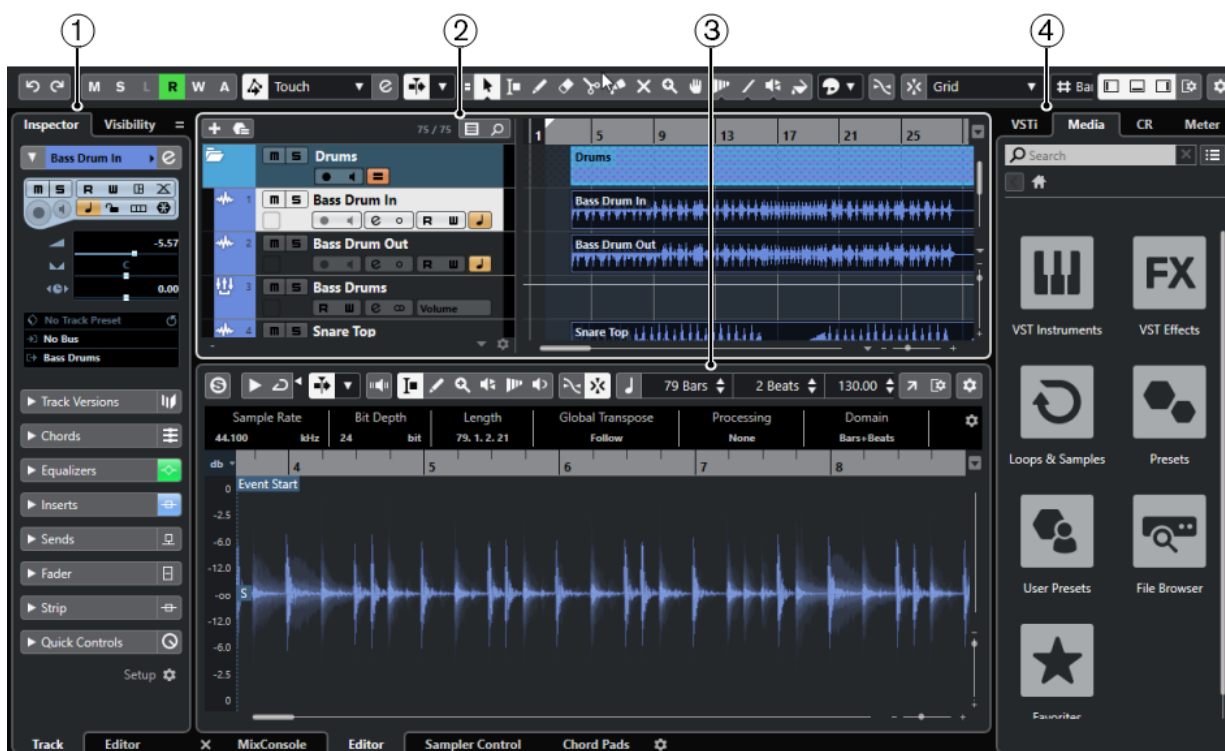 1 2 3 4
M S L R W A Touch Grid Ba
Inspector Visibility
Bass Drum In
M S R W
-5.57
C
0.00
No Track Preset
No Bus
Bass Drums
Track Versions
Chords
Equalizers
Inserts
Sends
Fader
Strip
Quick Controls
Setup
Track Editor
75 / 75
1 5 9 13 17 21 25
M S Drums
Drums
1 M S Bass Drum In
R W
Bass Drum In
2 M S Bass Drum Out
R W
Bass Drum Out
3 M S Bass Drums
R W Volume
4 M S Snare Top
Snare Top
79 Bars 2 Beats 130.00
Sample Rate Bit Depth Length Global Transpose Processing Domain
44.100 kHz 24 bit 79. 1. 2. 21 Follow None Bars+Beats
db 4 5 6 7 8
Event Start
0
-2.5
-6.0
-12.0
-oo S
-12.0
-6.0
-2.5
0
MixConsole Editor Sampler Control Chord Pads
VSTi Media CR Meter
Search
VST Instruments VST Effects
FX
Loops & Samples Presets
User Presets File Browser
Favorites